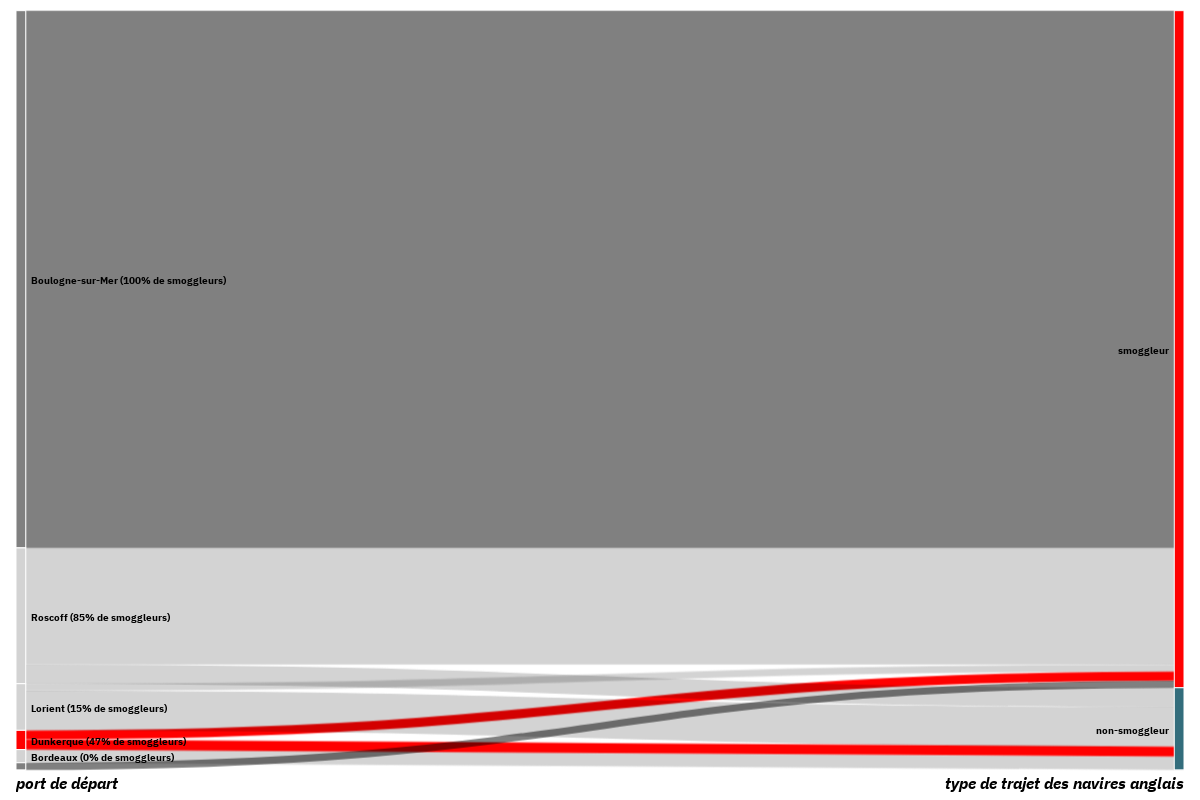 Boulogne-sur-Mer (100% de smoggleurs)
smoggleur
Roscoff (85% de smoggleurs)
Lorient (15% de smoggleurs)
non-smoggleur
Dunkerque (47% de smoggleurs)
Bordeaux (0% de smoggleurs)
port de départ
type de trajet des navires anglais